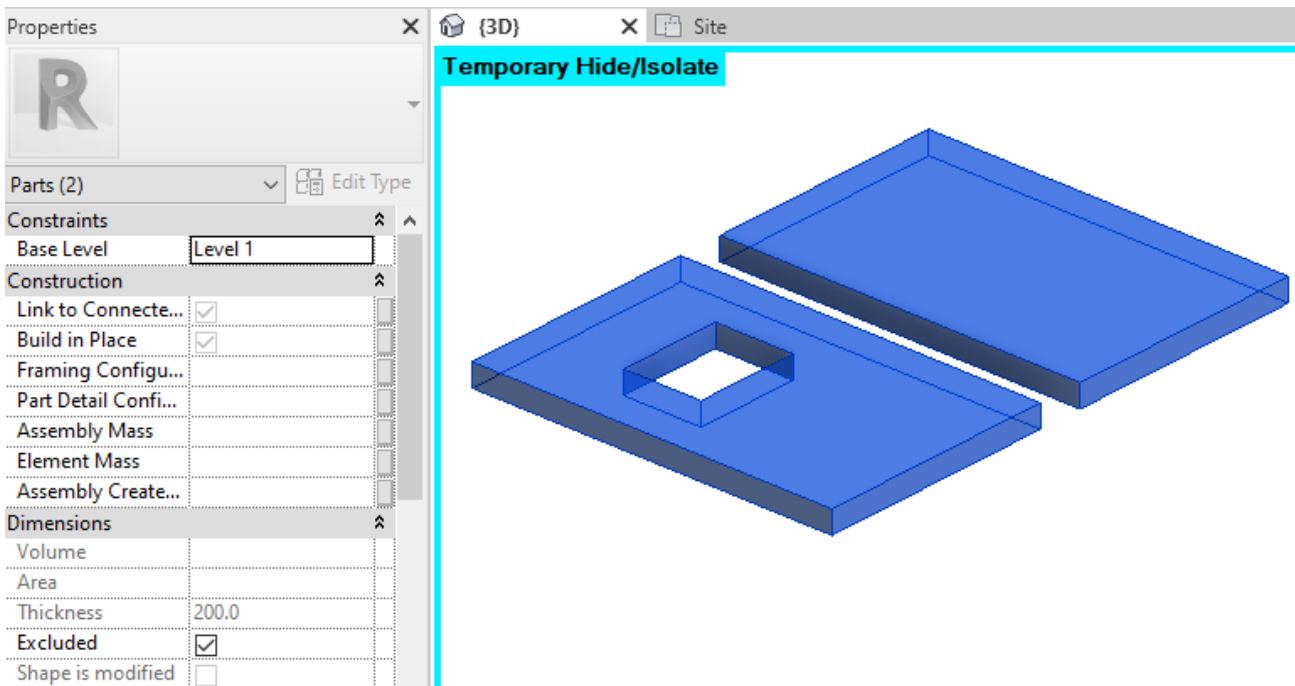 Properties
{3D}
Site
Temporary Hide/Isolate
R
Parts (2)
Edit Type
Constraints
Base Level Level 1
Construction
Link to Connecte...
Build in Place
Framing Configu...
Part Detail Confi...
Assembly Mass
Element Mass
Assembly Create...
Dimensions
Volume
Area
Thickness 200.0
Excluded
Shape is modified